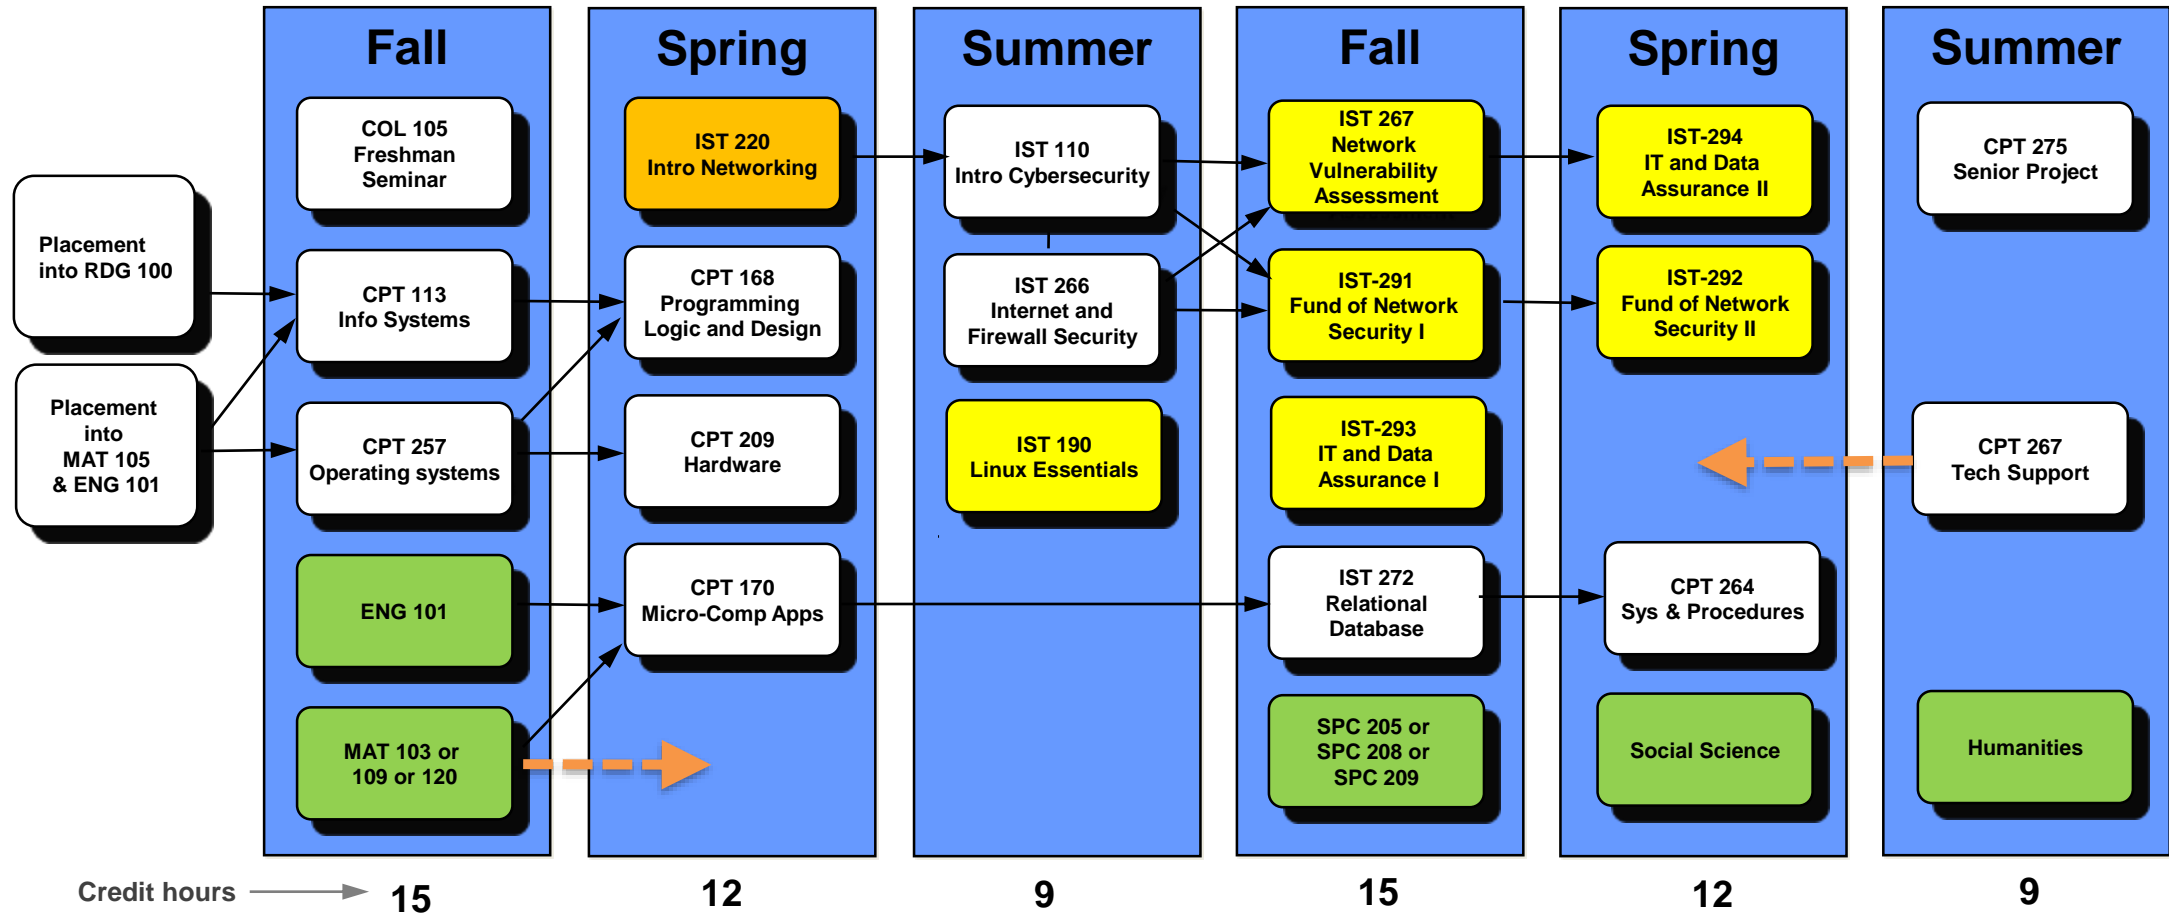 Fall
Spring
Summer
Fall
Spring
Summer
Placement
into RDG 100
Placement
into
MAT 105
& ENG 101
COL 105
Freshman
Seminar
CPT 113
Info Systems
CPT 257
Operating systems
ENG 101
MAT 103 or
109 or 120
IST 220
Intro Networking
CPT 168
Programming
Logic and Design
CPT 209
Hardware
CPT 170
Micro-Comp Apps
IST 110
Intro Cybersecurity
IST 266
Internet and
Firewall Security
IST 190
Linux Essentials
IST 267
Network
Vulnerability
Assessment
IST-291
Fund of Network
Security I
IST-293
IT and Data
Assurance I
IST 272
Relational
Database
SPC 205 or
SPC 208 or
SPC 209
IST-294
IT and Data
Assurance II
IST-292
Fund of Network
Security II
CPT 264
Sys & Procedures
Social Science
CPT 275
Senior Project
CPT 267
Tech Support
Humanities
Credit hours
15
12
9
15
12
9